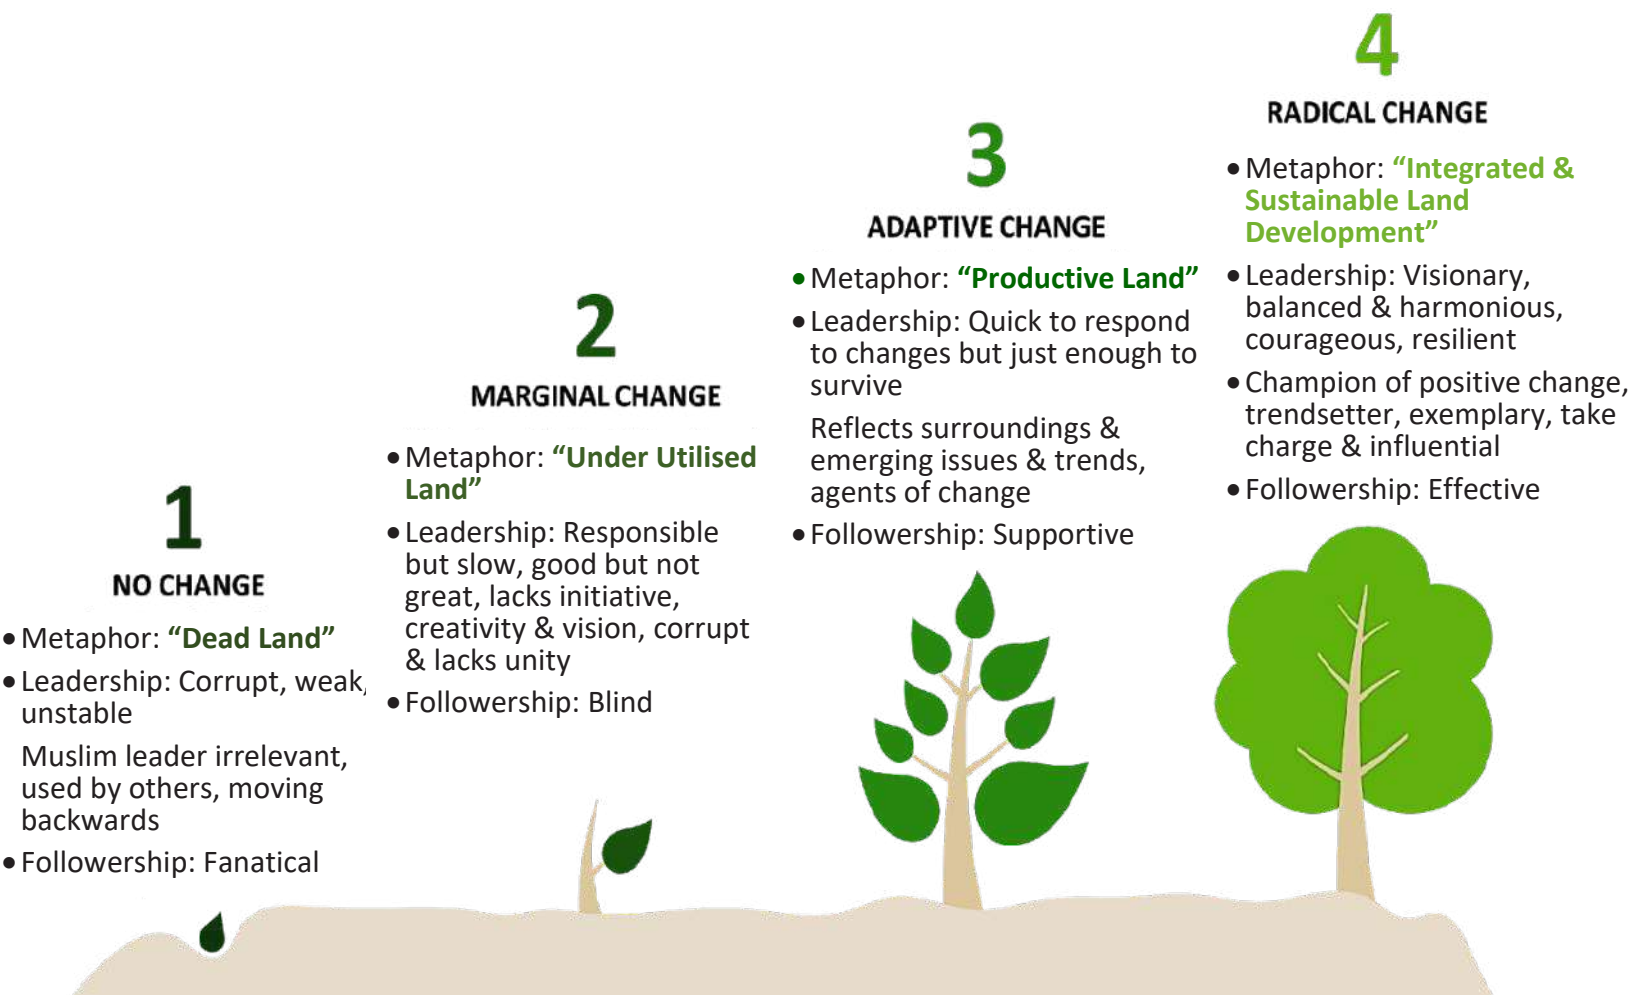 1
NO CHANGE
• Metaphor: “Dead Land”
• Leadership: Corrupt, weak,
unstable
Muslim leader irrelevant,
used by others, moving
backwards
• Followership: Fanatical
2
MARGINAL CHANGE
• Metaphor: “Under Utilised
Land”
• Leadership: Responsible
but slow, good but not
great, lacks initiative,
creativity & vision, corrupt
& lacks unity
• Followership: Blind
3
ADAPTIVE CHANGE
• Metaphor: “Productive Land”
• Leadership: Quick to respond
to changes but just enough to
survive
Reflects surroundings &
emerging issues & trends,
agents of change
• Followership: Supportive
4
RADICAL CHANGE
• Metaphor: “Integrated &
Sustainable Land
Development”
• Leadership: Visionary,
balanced & harmonious,
courageous, resilient
• Champion of positive change,
trendsetter, exemplary, take
charge & influential
• Followership: Effective